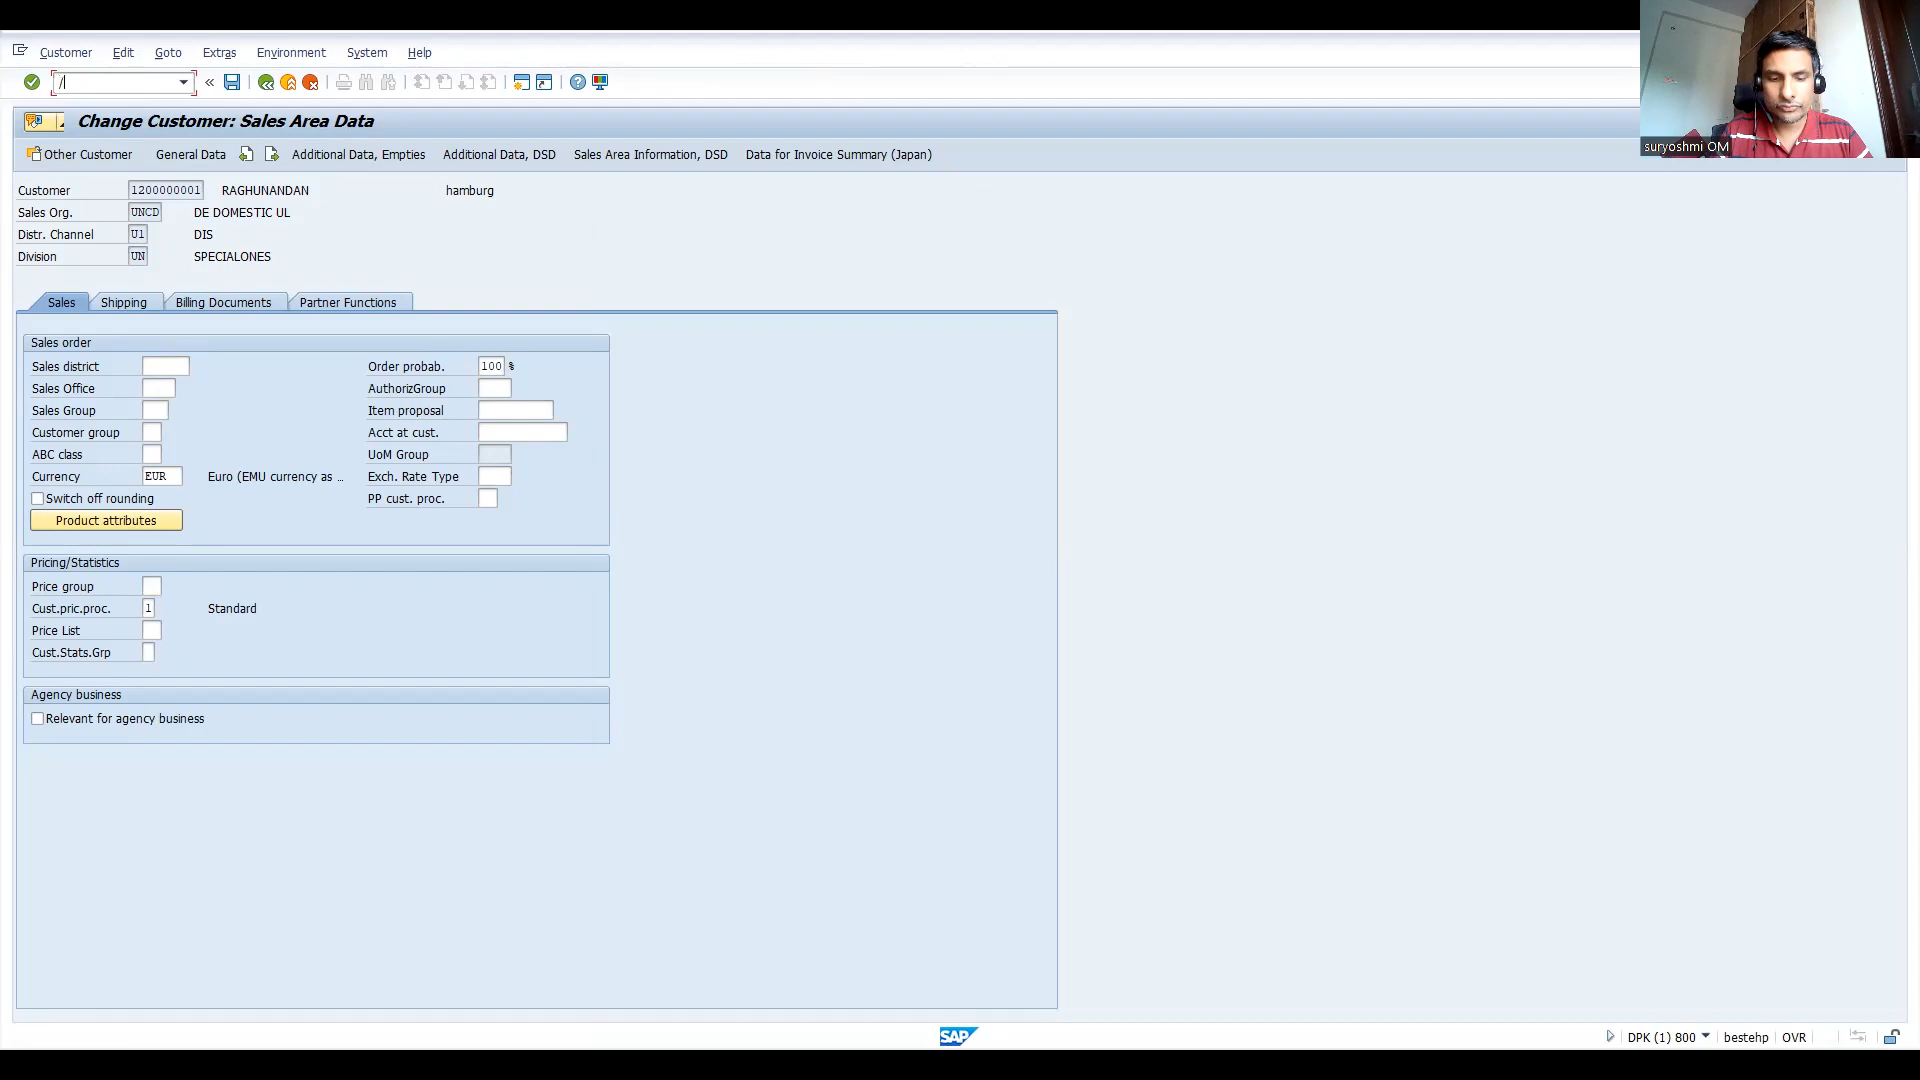 Customer Edit Goto Extras Environment System Help
/
Change Customer: Sales Area Data
Other Customer General Data Additional Data, Empties Additional Data, DSD Sales Area Information, DSD Data for Invoice Summary (Japan)
suryoshmi OM
Customer 1200000001 RAGHUNANDAN hamburg
Sales Org. UNCD DE DOMESTIC UL
Distr. Channel U1 DIS
Division UN SPECIALONES
Sales Shipping Billing Documents Partner Functions
Sales order
Sales district Order probab. 100 %
Sales Office AuthorizGroup
Sales Group Item proposal
Customer group Acct at cust.
ABC class UoM Group
Currency EUR Euro (EMU currency as ... Exch. Rate Type
Switch off rounding PP cust. proc.
Product attributes
Pricing/Statistics
Price group
Cust.pric.proc. 1 Standard
Price List
Cust.Stats.Grp
Agency business
Relevant for agency business
SAP DPK (1) 800 bestehp OVR